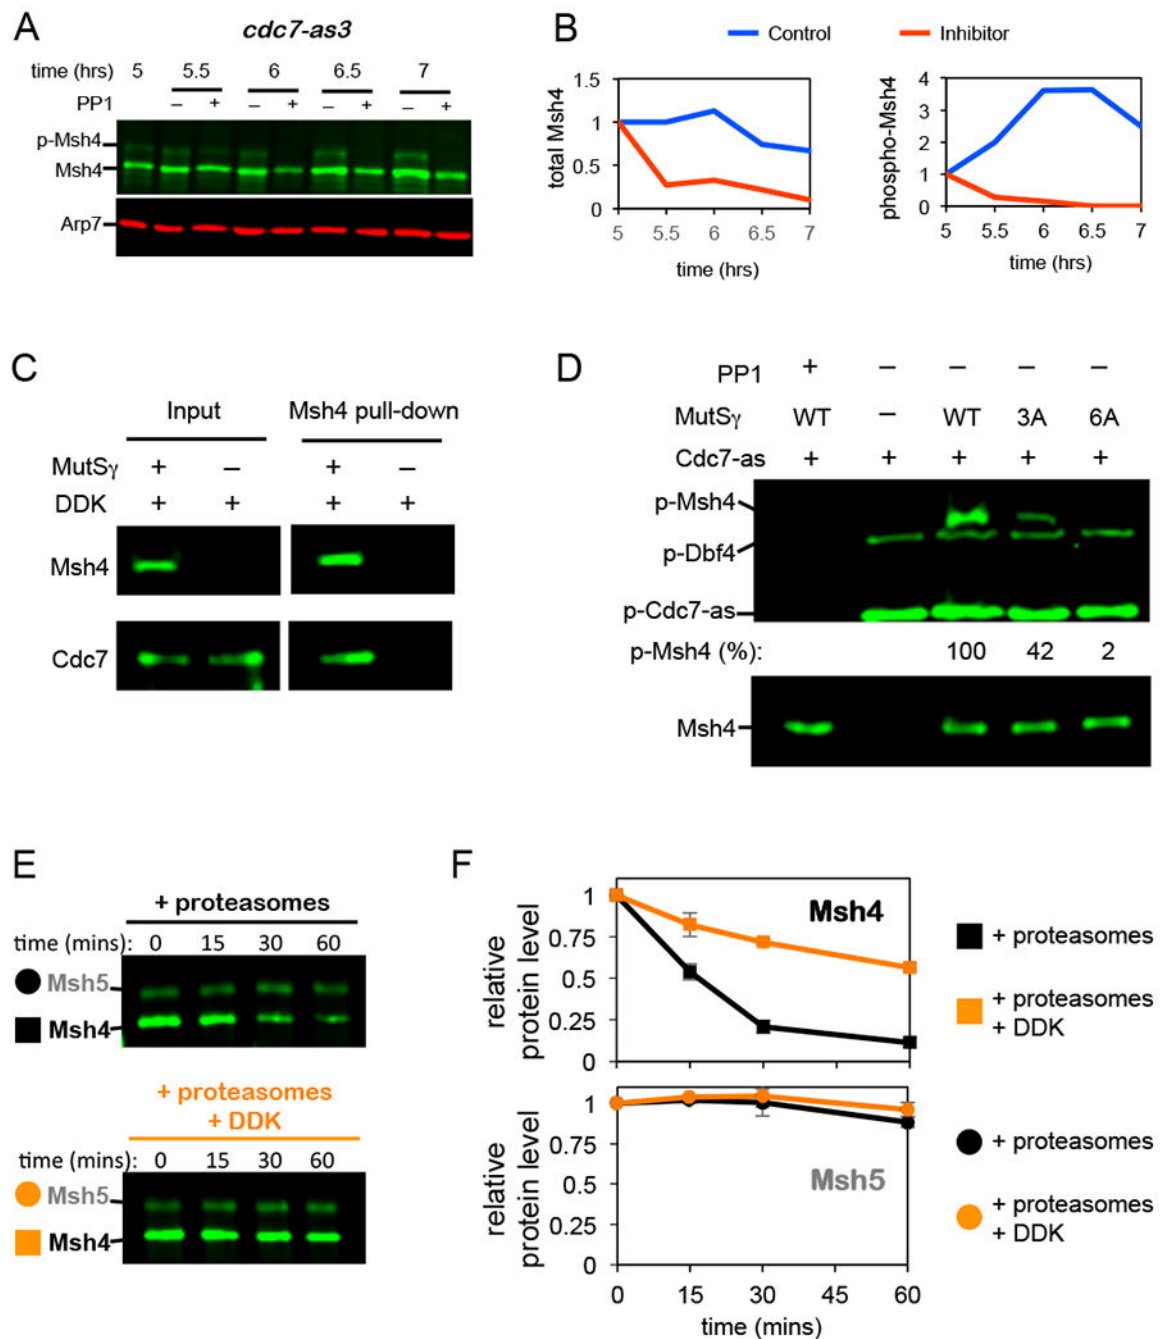 A
cdc7-as3
time (hrs) 5 5.5 6 6.5 7
PP1 – + – + – + – +
p-Msh4
Msh4
Arp7
B
Control Inhibitor
total Msh4
1.5
1
0.5
0
5 5.5 6 6.5 7
time (hrs)
phospho-Msh4
4
3
2
1
0
5 5.5 6 6.5 7
time (hrs)
C
Input Msh4 pull-down
MutSγ + – + –
DDK + + + +
Msh4
Cdc7
D
PP1 + – – – –
MutSγ WT – WT 3A 6A
Cdc7-as + + + + +
p-Msh4
p-Dbf4
p-Cdc7-as
p-Msh4 (%): 100 42 2
Msh4
E
+ proteasomes
time (mins): 0 15 30 60
Msh5
Msh4
+ proteasomes
+ DDK
time (mins): 0 15 30 60
Msh5
Msh4
F
relative
protein level
1
0.75
0.5
0.25
0
Msh4
+ proteasomes
+ proteasomes
+ DDK
relative
protein level
1
0.75
0.5
0.25
0
Msh5
0 15 30 45 60
time (mins)
+ proteasomes
+ proteasomes
+ DDK